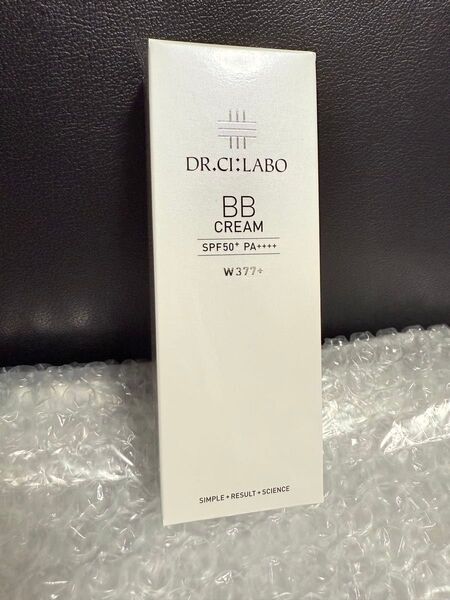 DR.CI:LABO
BB
CREAM
SPF50+ PA++++
W377+
SIMPLE+RESULT+SCIENCE